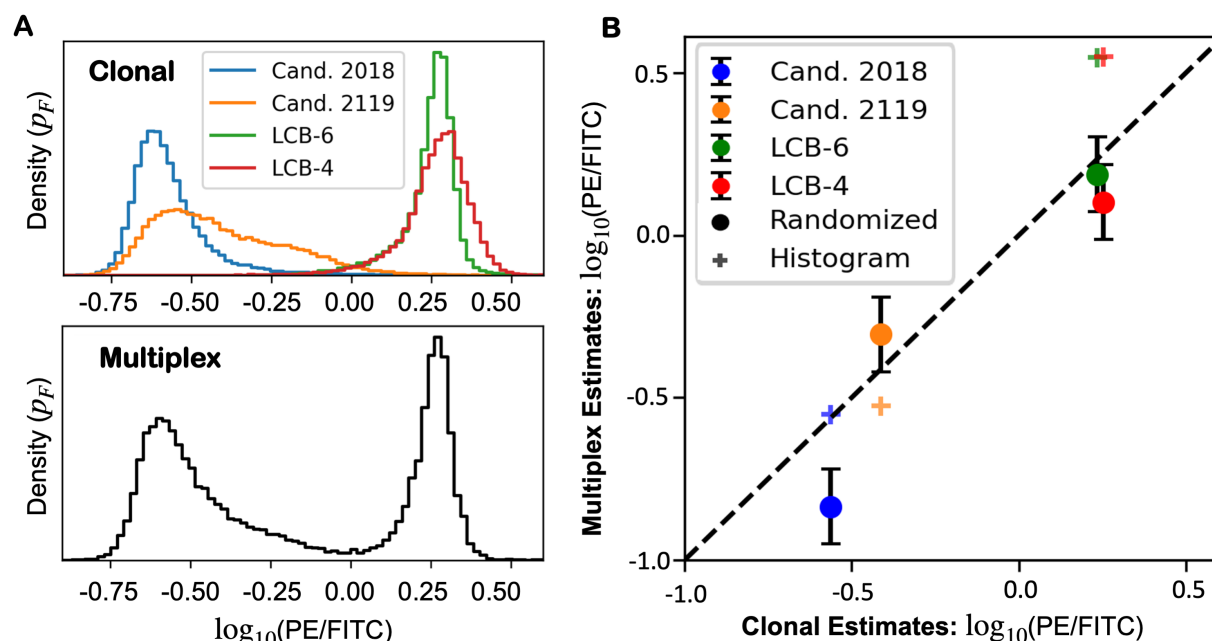 A
Clonal
Cand. 2018
Cand. 2119
LCB-6
LCB-4
Density (p_F)
-0.75 -0.50 -0.25 0.00 0.25 0.50
Multiplex
Density (p_F)
-0.75 -0.50 -0.25 0.00 0.25 0.50
log₁₀(PE/FITC)
B
Cand. 2018
Cand. 2119
LCB-6
LCB-4
Randomized
Histogram
Multiplex Estimates: log₁₀(PE/FITC)
0.5
0.0
-0.5
-1.0
-1.0 -0.5 0.0 0.5
Clonal Estimates: log₁₀(PE/FITC)